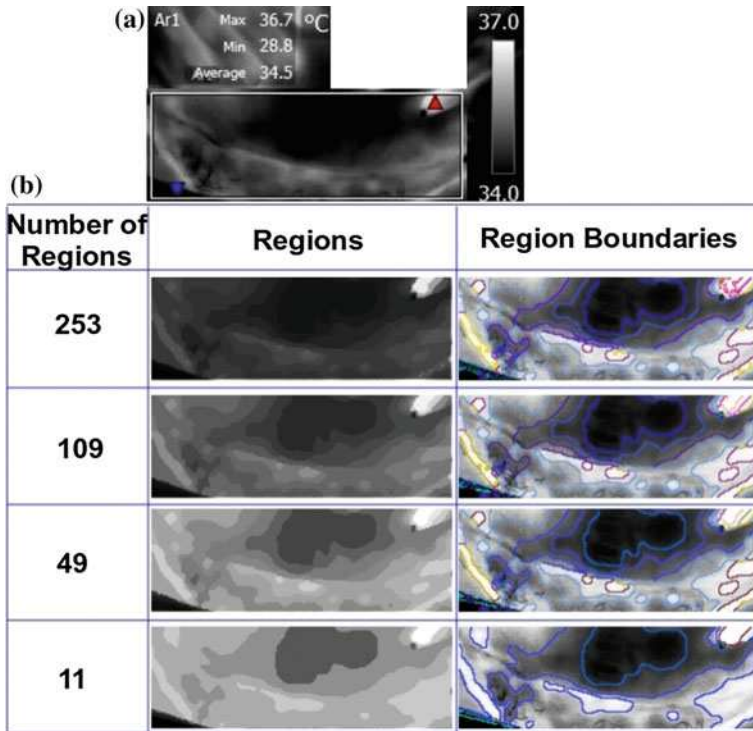 (a)
Ar1 Max 36.7 °C
Min 28.8
Average 34.5
37.0
34.0
(b)
Number of Regions Regions Region Boundaries
253
109
49
11